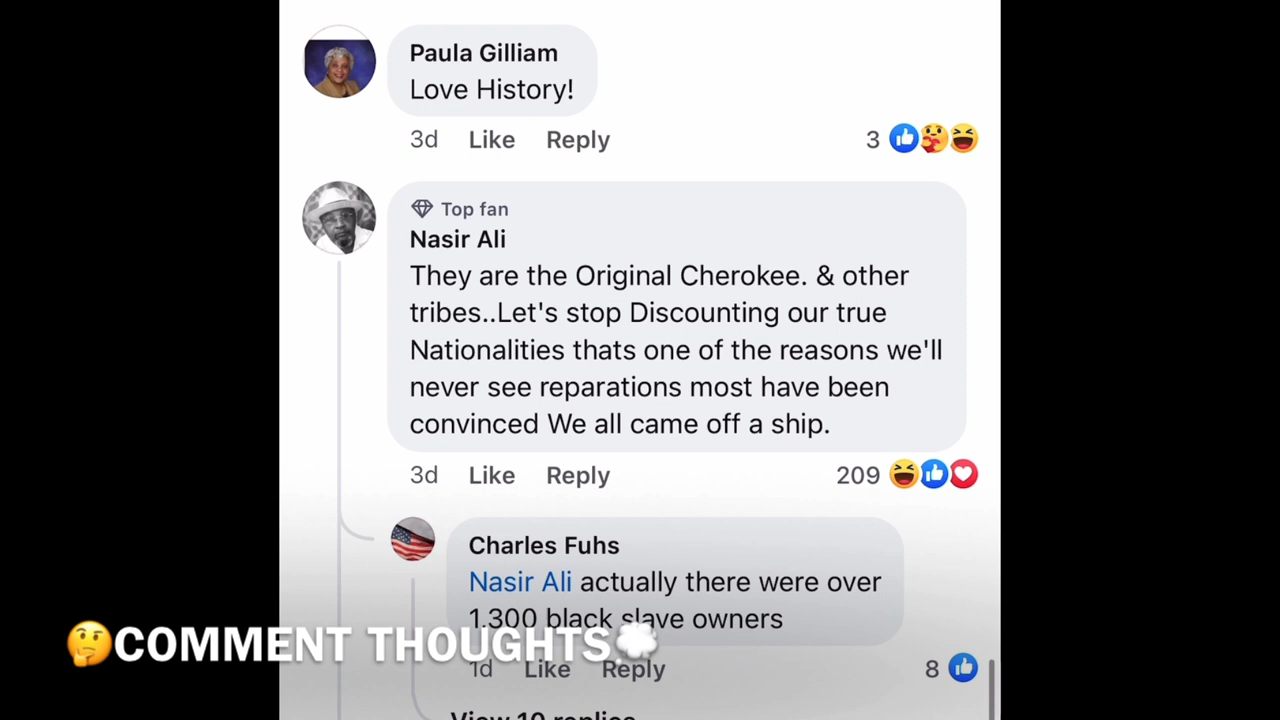 Paula Gilliam
Love History!
3d Like Reply 3
Top fan
Nasir Ali
They are the Original Cherokee. & other
tribes..Let's stop Discounting our true
Nationalities thats one of the reasons we'll
never see reparations most have been
convinced We all came off a ship.
3d Like Reply 209
Charles Fuhs
Nasir Ali actually there were over
1,300 black slave owners
🤔COMMENT THOUGHTS💭
1d Like Reply 8
View 10 replies